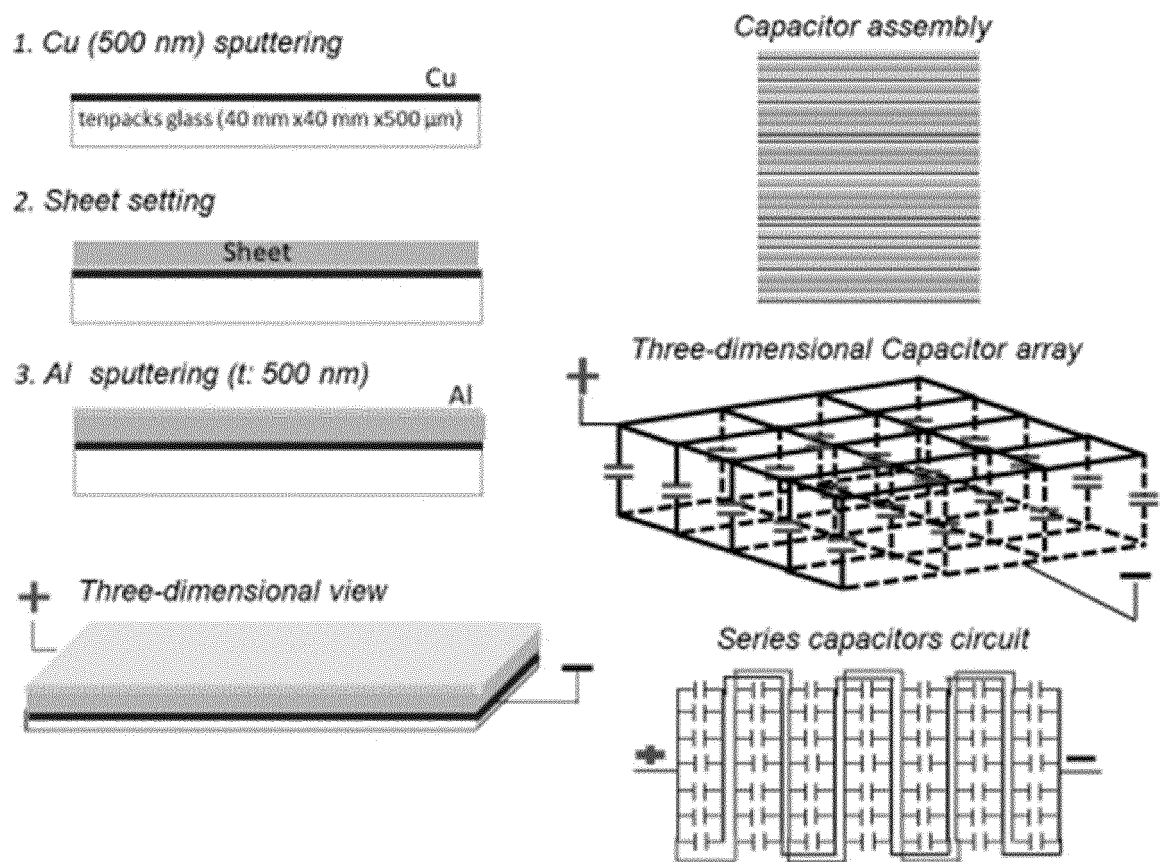 1. Cu (500 nm) sputtering
Cu
tenpacks glass (40 mm x40 mm x500 µm)
2. Sheet setting
Sheet
3. Al sputtering (t: 500 nm)
Al
+ Three-dimensional view
−
Capacitor assembly
Three-dimensional Capacitor array
+
−
Series capacitors circuit
+
−